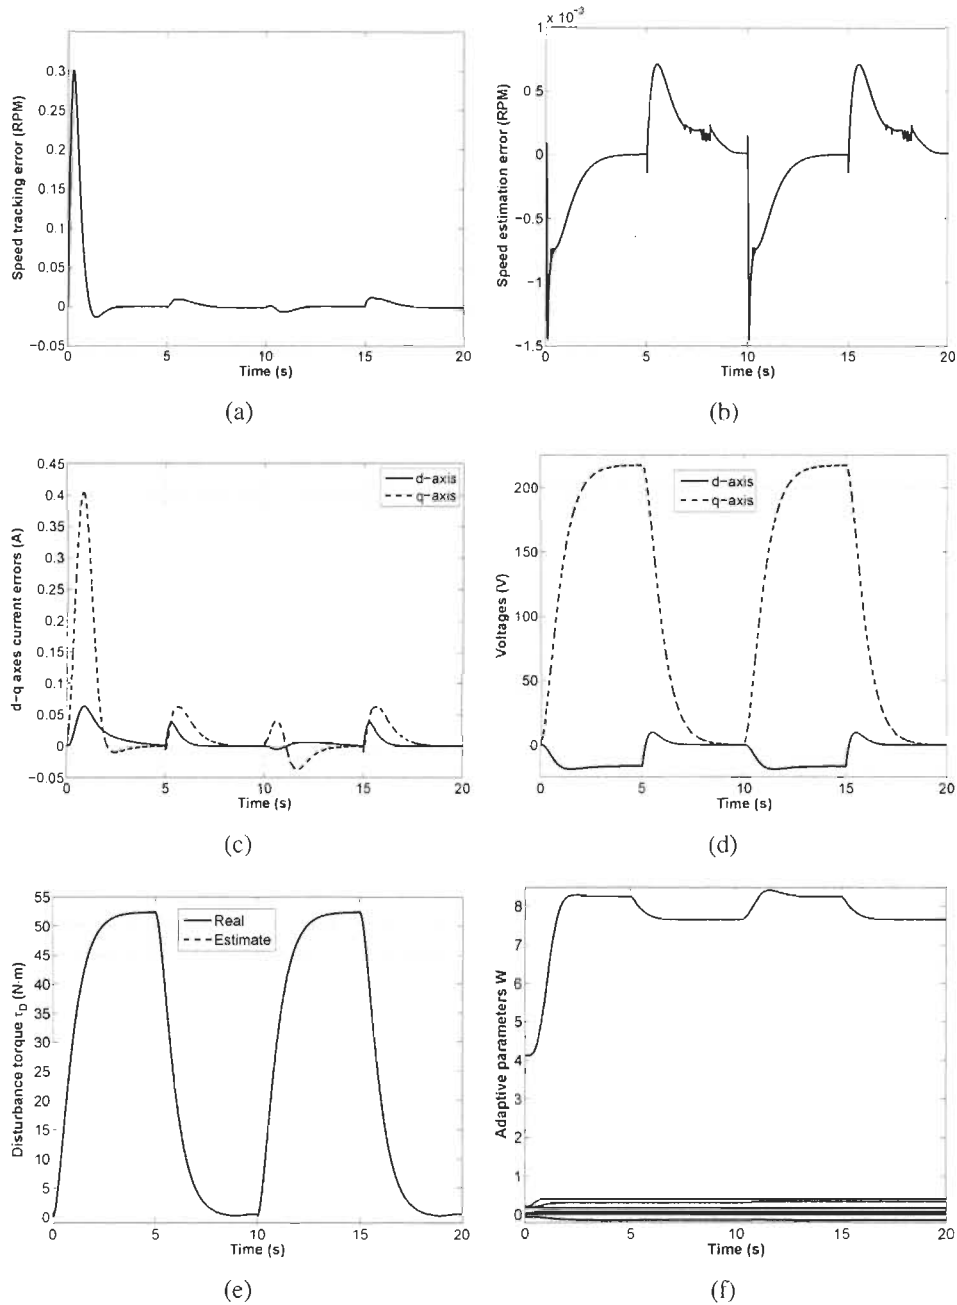 Speed tracking error (RPM)
0.3
0.25
0.2
0.15
0.1
0.05
0
−0.05
0 5 10 15 20
Time (s)
(a)
1 x 10⁻³
Speed estimation error (RPM)
0.5
0
−0.5
−1
−1.5
0 5 10 15 20
Time (s)
(b)
d−q axes current errors (A)
0.45
0.4
0.35
0.3
0.25
0.2
0.15
0.1
0.05
0
−0.05
d−axis
q−axis
0 5 10 15 20
Time (s)
(c)
Voltages (V)
200
150
100
50
0
d−axis
q−axis
0 5 10 15 20
Time (s)
(d)
Disturbance torque τD (N·m)
55
50
45
40
35
30
25
20
15
10
5
0
Real
Estimate
0 5 10 15 20
Time (s)
(e)
Adaptive parameters W
8
7
6
5
4
3
2
1
0
0 5 10 15 20
Time (s)
(f)